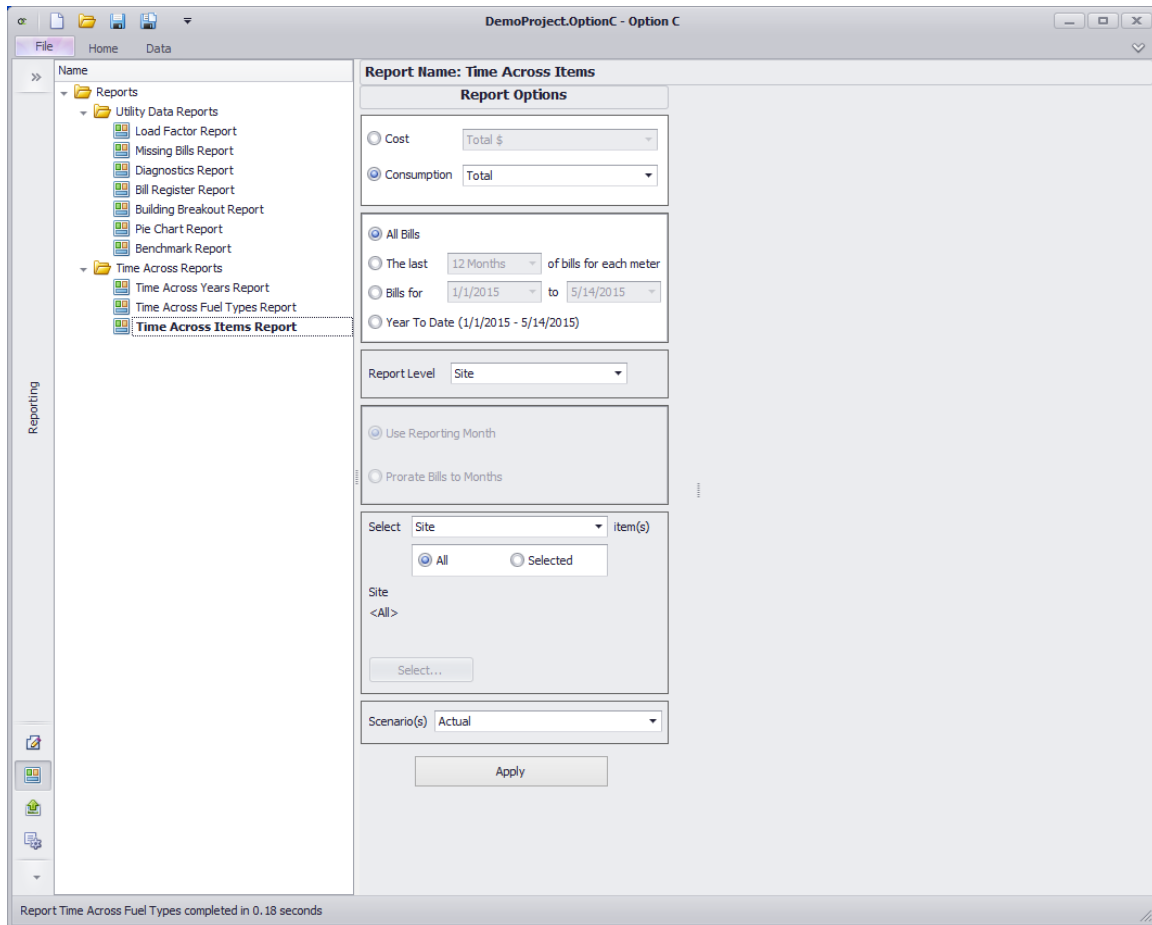 DemoProject.OptionC - Option C
File Home Data
Name
Reports
Utility Data Reports
Load Factor Report
Missing Bills Report
Diagnostics Report
Bill Register Report
Building Breakout Report
Pie Chart Report
Benchmark Report
Time Across Reports
Time Across Years Report
Time Across Fuel Types Report
Time Across Items Report
Reporting
Report Name: Time Across Items
Report Options
Cost Total $
Consumption Total
All Bills
The last 12 Months of bills for each meter
Bills for 1/1/2015 to 5/14/2015
Year To Date (1/1/2015 - 5/14/2015)
Report Level Site
Use Reporting Month
Prorate Bills to Months
Select Site item(s)
All Selected
Site
<All>
Select...
Scenario(s) Actual
Apply
Report Time Across Fuel Types completed in 0.18 seconds